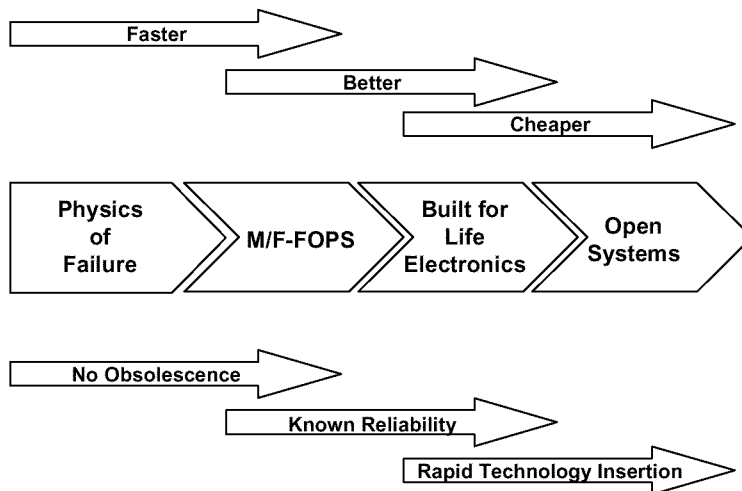 Faster
Better
Cheaper
Physics
of
Failure
M/F-FOPS
Built for
Life
Electronics
Open
Systems
No Obsolescence
Known Reliability
Rapid Technology Insertion